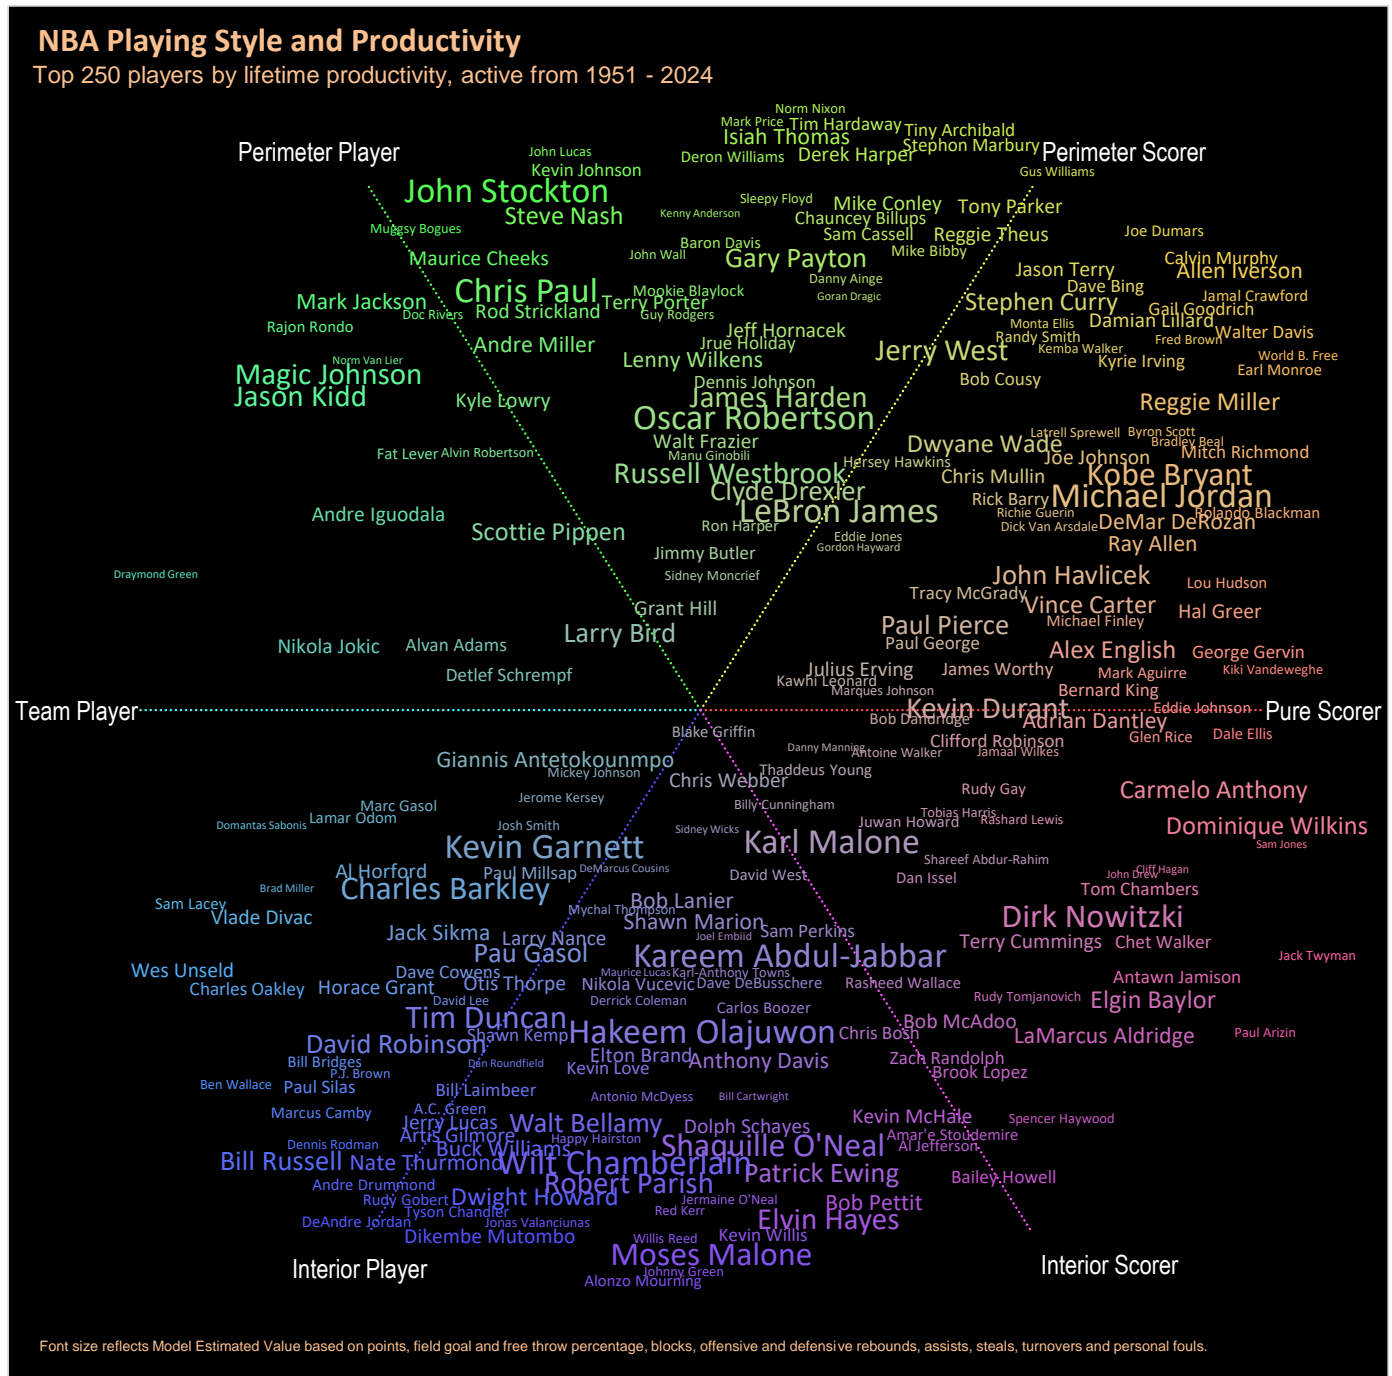 NBA Playing Style and Productivity
Top 250 players by lifetime productivity, active from 1951 - 2024
Norm Nixon
Mark Price
Tim Hardaway
Tiny Archibald
Isiah Thomas
Stephon Marbury
Perimeter Player
John Lucas
Deron Williams
Derek Harper
Perimeter Scorer
Kevin Johnson
Gus Williams
John Stockton
Sleepy Floyd
Mike Conley
Tony Parker
Steve Nash
Kenny Anderson
Chauncey Billups
Muggsy Bogues
Sam Cassell
Reggie Theus
Joe Dumars
Baron Davis
Mike Bibby
Maurice Cheeks
John Wall
Gary Payton
Calvin Murphy
Jason Terry
Allen Iverson
Danny Ainge
Dave Bing
Chris Paul
Mookie Blaylock
Goran Dragic
Jamal Crawford
Mark Jackson
Terry Porter
Stephen Curry
Gail Goodrich
Doc Rivers
Rod Strickland
Guy Rodgers
Damian Lillard
Rajon Rondo
Jeff Hornacek
Monta Ellis
Walter Davis
Andre Miller
Jrue Holiday
Randy Smith
Fred Brown
Norm Van Lier
Lenny Wilkens
Jerry West
Kemba Walker
World B. Free
Kyrie Irving
Earl Monroe
Magic Johnson
Dennis Johnson
Bob Cousy
Jason Kidd
Kyle Lowry
James Harden
Reggie Miller
Oscar Robertson
Walt Frazier
Dwyane Wade
Latrell Sprewell
Byron Scott
Bradley Beal
Fat Lever
Alvin Robertson
Manu Ginobili
Hersey Hawkins
Joe Johnson
Mitch Richmond
Russell Westbrook
Chris Mullin
Kobe Bryant
Clyde Drexler
Rick Barry
Michael Jordan
Andre Iguodala
LeBron James
Richie Guerin
Rolando Blackman
Scottie Pippen
Ron Harper
Dick Van Arsdale
DeMar DeRozan
Eddie Jones
Jimmy Butler
Gordon Hayward
Ray Allen
Draymond Green
Sidney Moncrief
John Havlicek
Lou Hudson
Tracy McGrady
Grant Hill
Vince Carter
Hal Greer
Larry Bird
Paul Pierce
Michael Finley
Nikola Jokic
Alvan Adams
Paul George
Alex English
George Gervin
Detlef Schrempf
Julius Erving
James Worthy
Mark Aguirre
Kiki Vandeweghe
Kawhi Leonard
Marques Johnson
Bernard King
Team Player
Kevin Durant
Eddie Johnson
Pure Scorer
Bob Dandridge
Adrian Dantley
Blake Griffin
Clifford Robinson
Glen Rice
Dale Ellis
Giannis Antetokounmpo
Danny Manning
Antoine Walker
Jamaal Wilkes
Mickey Johnson
Chris Webber
Thaddeus Young
Jerome Kersey
Rudy Gay
Carmelo Anthony
Marc Gasol
Billy Cunningham
Lamar Odom
Tobias Harris
Rashard Lewis
Domantas Sabonis
Josh Smith
Sidney Wicks
Juwan Howard
Dominique Wilkins
Kevin Garnett
Karl Malone
Sam Jones
Al Horford
Paul Millsap
DeMarcus Cousins
David West
Shareef Abdur-Rahim
John Drew
Cliff Hagan
Brad Miller
Charles Barkley
Dan Issel
Tom Chambers
Sam Lacey
Vlade Divac
Mychal Thompson
Bob Lanier
Dirk Nowitzki
Jack Sikma
Larry Nance
Shawn Marion
Joel Embiid
Sam Perkins
Terry Cummings
Chet Walker
Pau Gasol
Kareem Abdul-Jabbar
Jack Twyman
Wes Unseld
Dave Cowens
Maurice Lucas
Karl-Anthony Towns
Antawn Jamison
Charles Oakley
Horace Grant
Otis Thorpe
Nikola Vucevic
Dave DeBusschere
Rasheed Wallace
David Lee
Derrick Coleman
Carlos Boozer
Rudy Tomjanovich
Elgin Baylor
Tim Duncan
Bob McAdoo
Shawn Kemp
Hakeem Olajuwon
Chris Bosh
LaMarcus Aldridge
Paul Arizin
David Robinson
Elton Brand
Anthony Davis
Zach Randolph
Bill Bridges
Dan Roundfield
Kevin Love
Brook Lopez
P.J. Brown
Ben Wallace
Paul Silas
Bill Laimbeer
Antonio McDyess
Bill Cartwright
Marcus Camby
A.C. Green
Jerry Lucas
Walt Bellamy
Dolph Schayes
Kevin McHale
Spencer Haywood
Artis Gilmore
Happy Hairston
Amar'e Stoudemire
Dennis Rodman
Buck Williams
Shaquille O'Neal
Al Jefferson
Bill Russell
Nate Thurmond
Wilt Chamberlain
Patrick Ewing
Bailey Howell
Andre Drummond
Robert Parish
Rudy Gobert
Dwight Howard
Jermaine O'Neal
Bob Pettit
Tyson Chandler
Red Kerr
DeAndre Jordan
Jonas Valanciunas
Elvin Hayes
Dikembe Mutombo
Willis Reed
Kevin Willis
Moses Malone
Interior Player
Johnny Green
Interior Scorer
Alonzo Mourning
Font size reflects Model Estimated Value based on points, field goal and free throw percentage, blocks, offensive and defensive rebounds, assists, steals, turnovers and personal fouls.